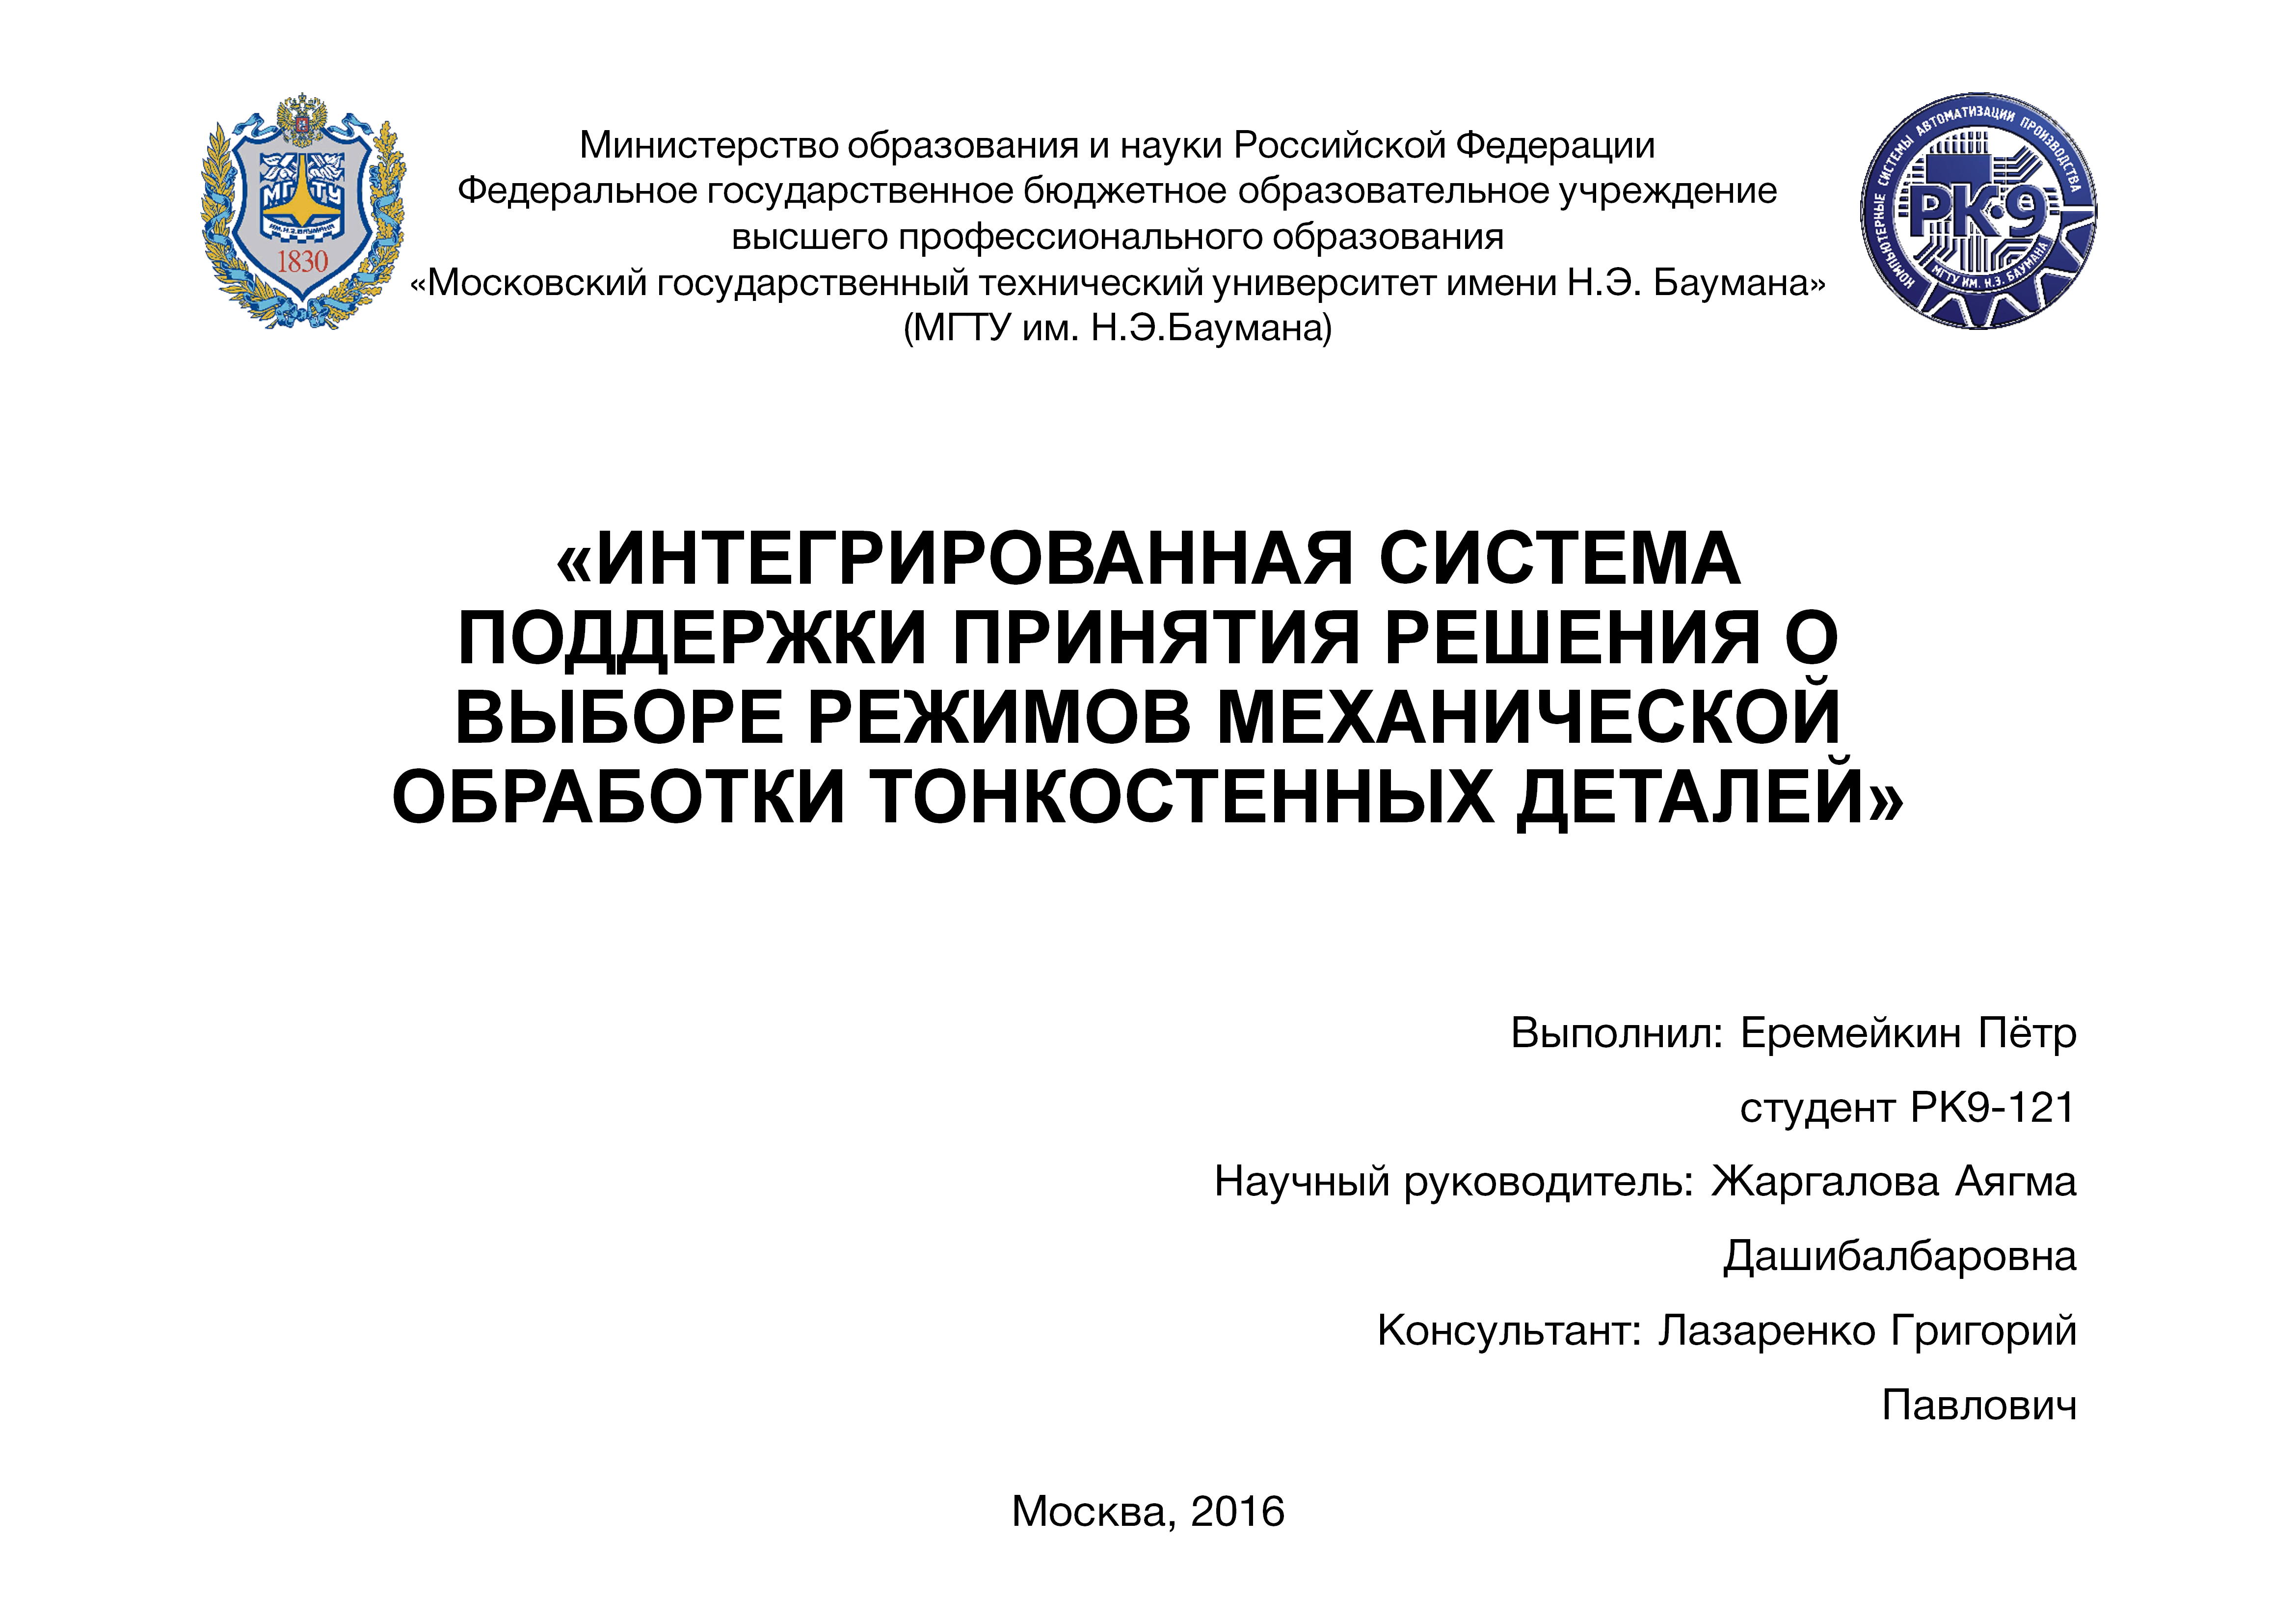 МГТУ
ИМ. Н.Э. БАУМАНА
1830
Министерство образования и науки Российской Федерации
Федеральное государственное бюджетное образовательное учреждение
высшего профессионального образования
«Московский государственный технический университет имени Н.Э. Баумана»
(МГТУ им. Н.Э.Баумана)
КОМПЬЮТЕРНЫЕ СИСТЕМЫ АВТОМАТИЗАЦИИ ПРОИЗВОДСТВА
РК·9
МГТУ ИМ. Н.Э. БАУМАНА
«ИНТЕГРИРОВАННАЯ СИСТЕМА
ПОДДЕРЖКИ ПРИНЯТИЯ РЕШЕНИЯ О
ВЫБОРЕ РЕЖИМОВ МЕХАНИЧЕСКОЙ
ОБРАБОТКИ ТОНКОСТЕННЫХ ДЕТАЛЕЙ»
Выполнил: Еремейкин Пётр
студент РК9-121
Научный руководитель: Жаргалова Аягма
Дашибалбаровна
Консультант: Лазаренко Григорий
Павлович
Москва, 2016